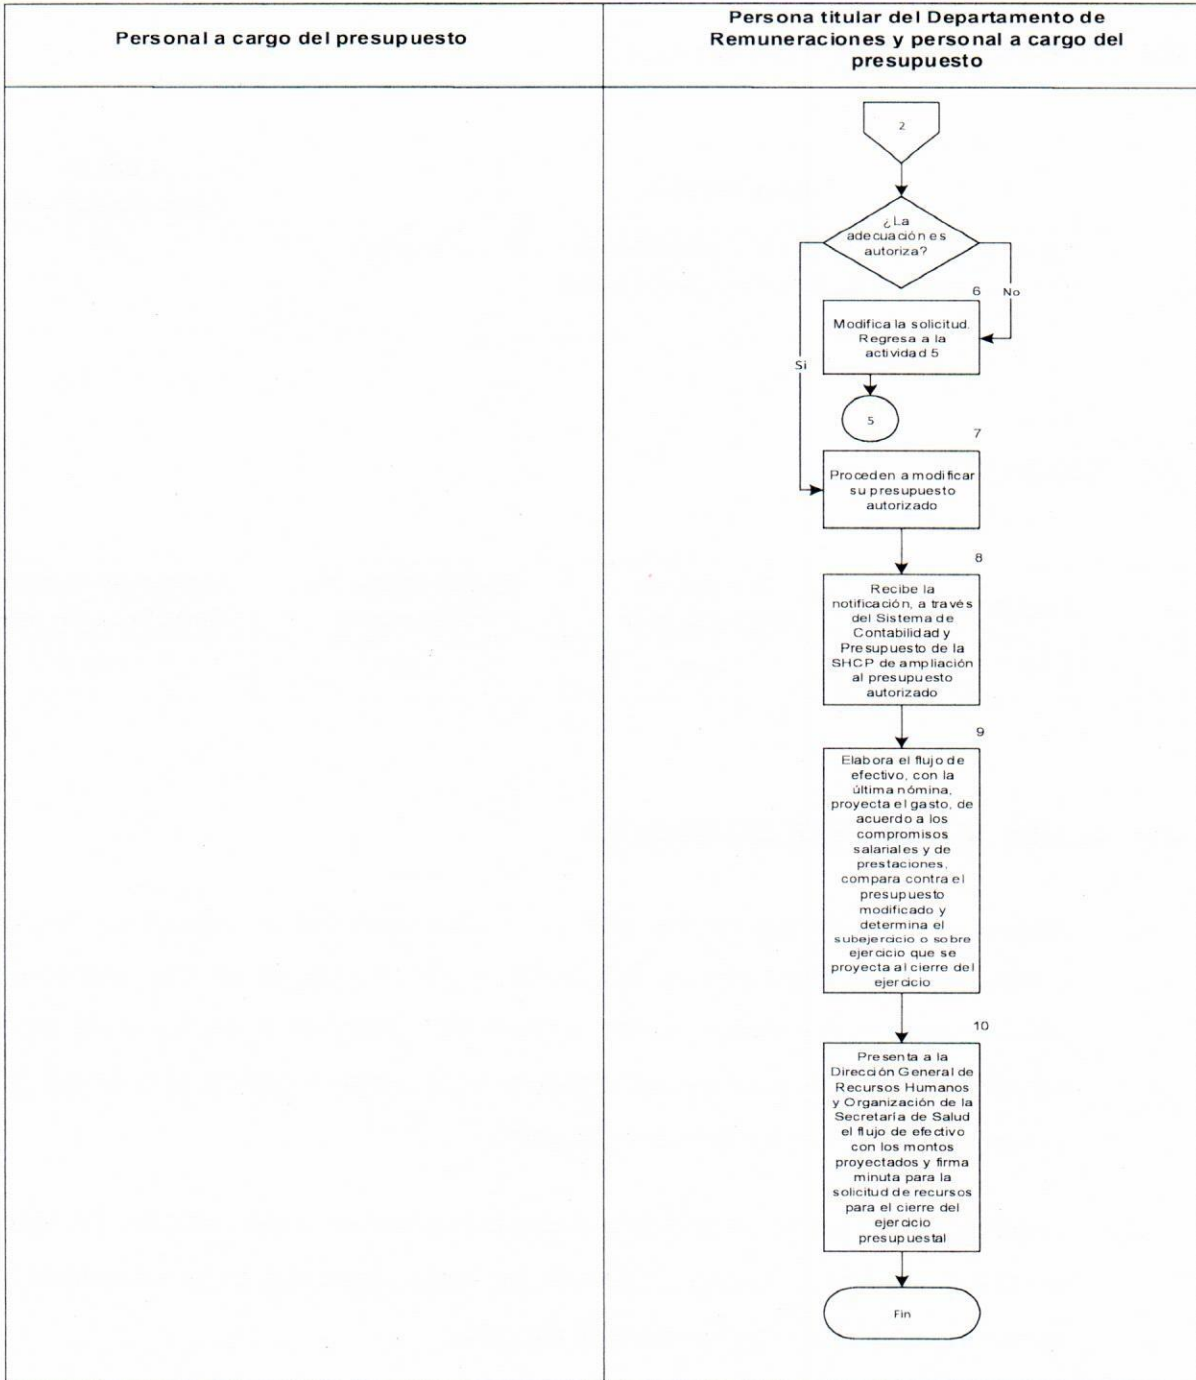 Personal a cargo del presupuesto
Persona titular del Departamento de
Remuneraciones y personal a cargo del
presupuesto
2
¿La
adecuación es
autoriza?
6
No
Modifica la solicitud.
Regresa a la
actividad 5
Si
5
7
Proceden a modificar
su presupuesto
autorizado
8
Recibe la
notificación, a través
del Sistema de
Contabilidad y
Presupuesto de la
SHCP de ampliación
al presupuesto
autorizado
9
Elabora el flujo de
efectivo, con la
última nómina,
proyecta el gasto, de
acuerdo a los
compromisos
salariales y de
prestaciones,
compara contra el
presupuesto
modificado y
determina el
subejercicio o sobre
ejercicio que se
proyecta al cierre del
ejercicio
10
Presenta a la
Dirección General de
Recursos Humanos
y Organización de la
Secretaría de Salud
el flujo de efectivo
con los montos
proyectados y firma
minuta para la
solicitud de recursos
para el cierre del
ejercicio
presupuestal
Fin